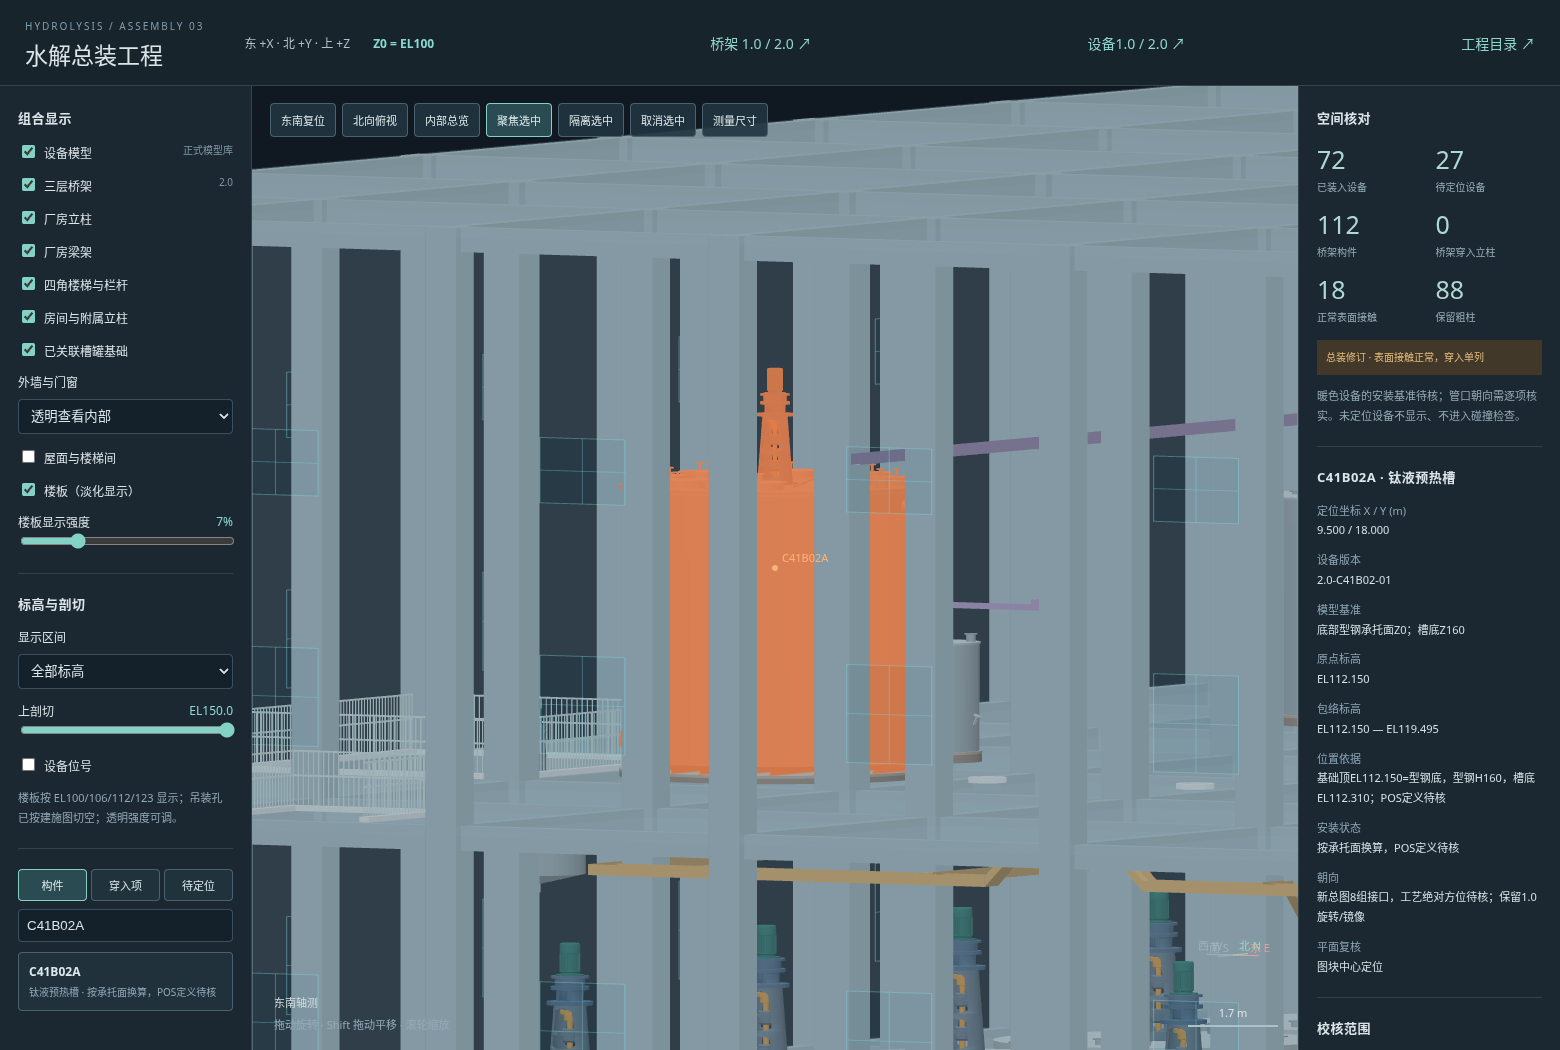 HYDROLYSIS / ASSEMBLY 03
水解总装工程
东 +X · 北 +Y · 上 +Z
Z0 = EL100
桥架 1.0 / 2.0 ↗
设备1.0 / 2.0 ↗
工程目录 ↗
组合显示
设备模型
正式模型库
三层桥架
2.0
厂房立柱
厂房梁架
四角楼梯与栏杆
房间与附属立柱
已关联槽罐基础
外墙与门窗
透明查看内部
屋面与楼梯间
楼板（淡化显示）
楼板显示强度
7%
标高与剖切
显示区间
全部标高
上剖切
EL150.0
设备位号
楼板按 EL100/106/112/123 显示；吊装孔
已按建施图切空；透明强度可调。
构件
穿入项
待定位
C41B02A
C41B02A
钛液预热槽 · 按承托面换算，POS定义待核
东南复位
北向俯视
内部总览
聚焦选中
隔离选中
取消选中
测量尺寸
C41B02A
东南轴测
拖动旋转 · Shift 拖动平移 · 滚轮缩放
北 N
1.7 m
空间核对
72
已装入设备
27
待定位设备
112
桥架构件
0
桥架穿入立柱
18
正常表面接触
88
保留粗柱
总装修订 · 表面接触正常，穿入单列
暖色设备的安装基准待核；管口朝向需逐项核
实。未定位设备不显示、不进入碰撞检查。
C41B02A · 钛液预热槽
定位坐标 X / Y (m)
9.500 / 18.000
设备版本
2.0-C41B02-01
模型基准
底部型钢承托面Z0；槽底Z160
原点标高
EL112.150
包络标高
EL112.150 — EL119.495
位置依据
基础顶EL112.150=型钢底，型钢H160，槽底
EL112.310；POS定义待核
安装状态
按承托面换算，POS定义待核
朝向
新总图8组接口，工艺绝对方位待核；保留1.0
旋转/镜像
平面复核
图块中心定位
校核范围